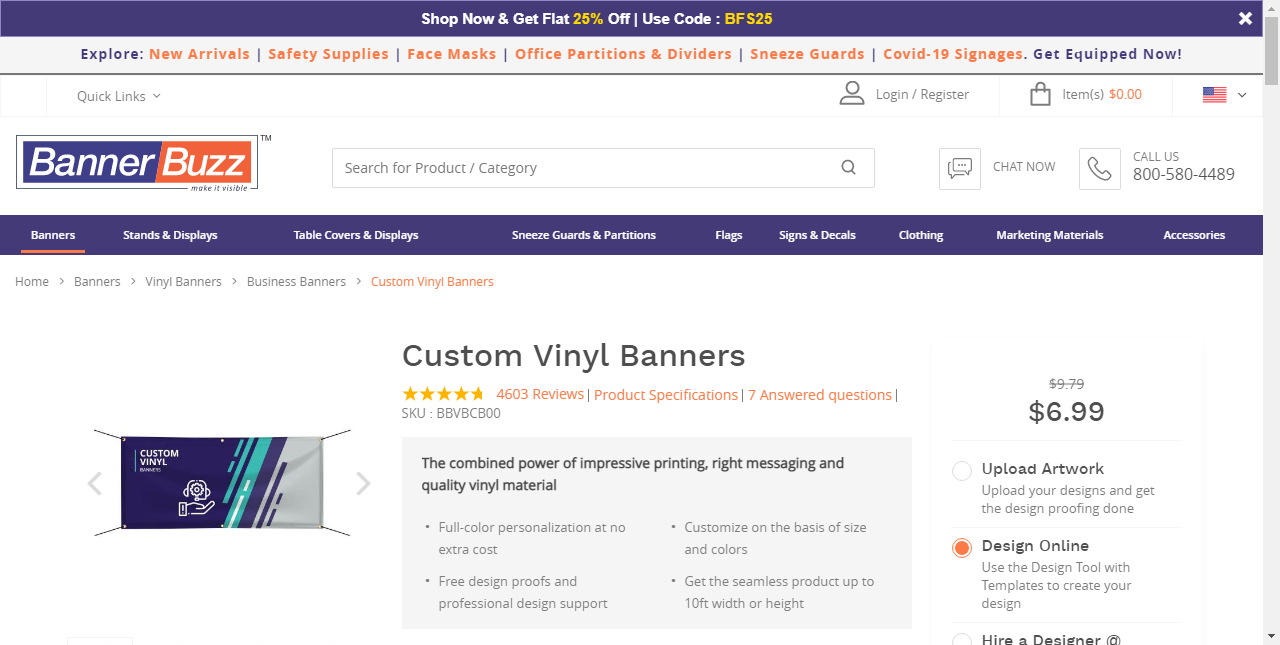 Shop Now & Get Flat 25% Off | Use Code : BFS25
Explore: New Arrivals | Safety Supplies | Face Masks | Office Partitions & Dividers | Sneeze Guards | Covid-19 Signages. Get Equipped Now!
Quick Links
Login / Register
Item(s) $0.00
BannerBuzz TM
make it visible
Search for Product / Category
CHAT NOW
CALL US
800-580-4489
Banners Stands & Displays Table Covers & Displays Sneeze Guards & Partitions Flags Signs & Decals Clothing Marketing Materials Accessories
Home > Banners > Vinyl Banners > Business Banners > Custom Vinyl Banners
CUSTOM
VINYL
BANNERS
Custom Vinyl Banners
4603 Reviews | Product Specifications | 7 Answered questions |
SKU : BBVBCB00
The combined power of impressive printing, right messaging and
quality vinyl material
• Full-color personalization at no
extra cost
• Customize on the basis of size
and colors
• Free design proofs and
professional design support
• Get the seamless product up to
10ft width or height
$9.79
$6.99
Upload Artwork
Upload your designs and get
the design proofing done
Design Online
Use the Design Tool with
Templates to create your
design
Hire a Designer @